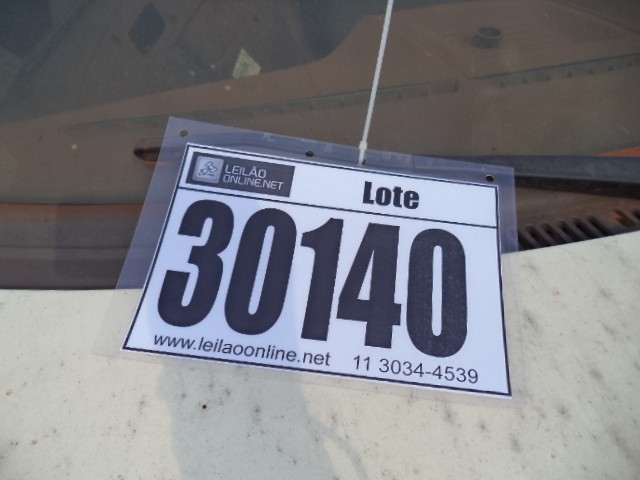 LEILÃO
ONLINE.NET
Lote
30140
www.leilaoonline.net 11 3034-4539